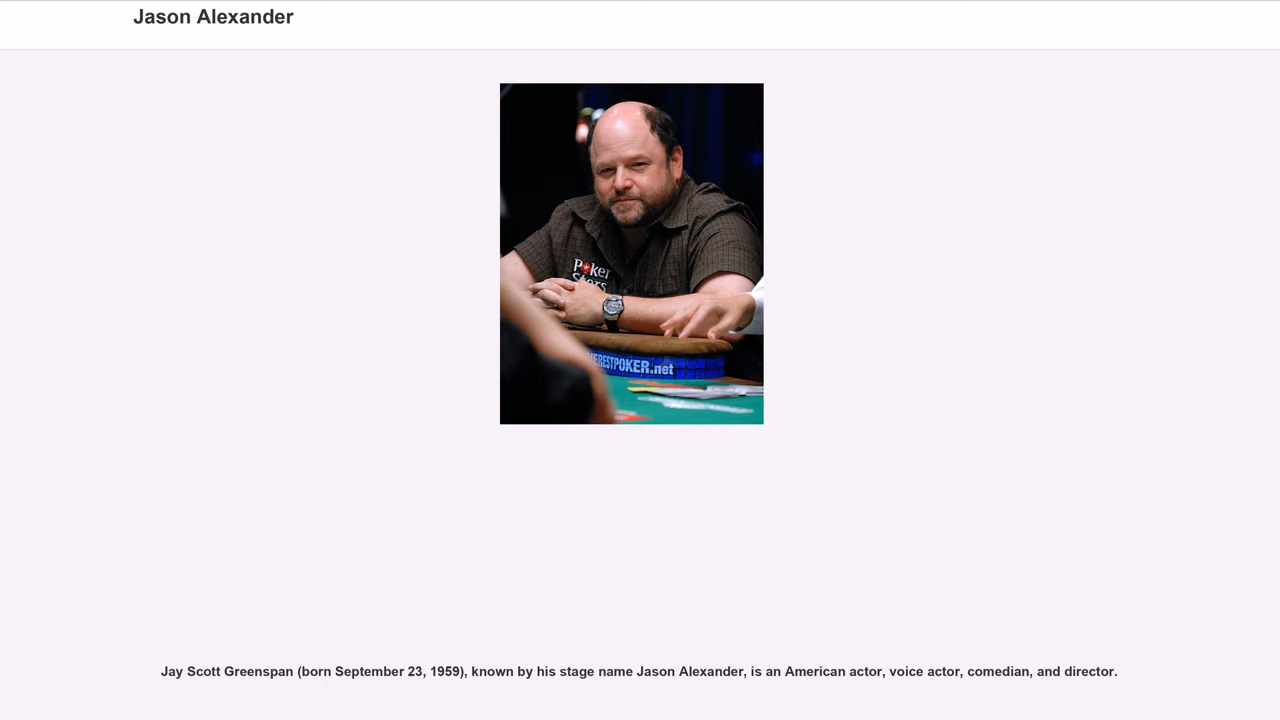 Jason Alexander
Poker
Stars
ERESTPOKER.net
Jay Scott Greenspan (born September 23, 1959), known by his stage name Jason Alexander, is an American actor, voice actor, comedian, and director.